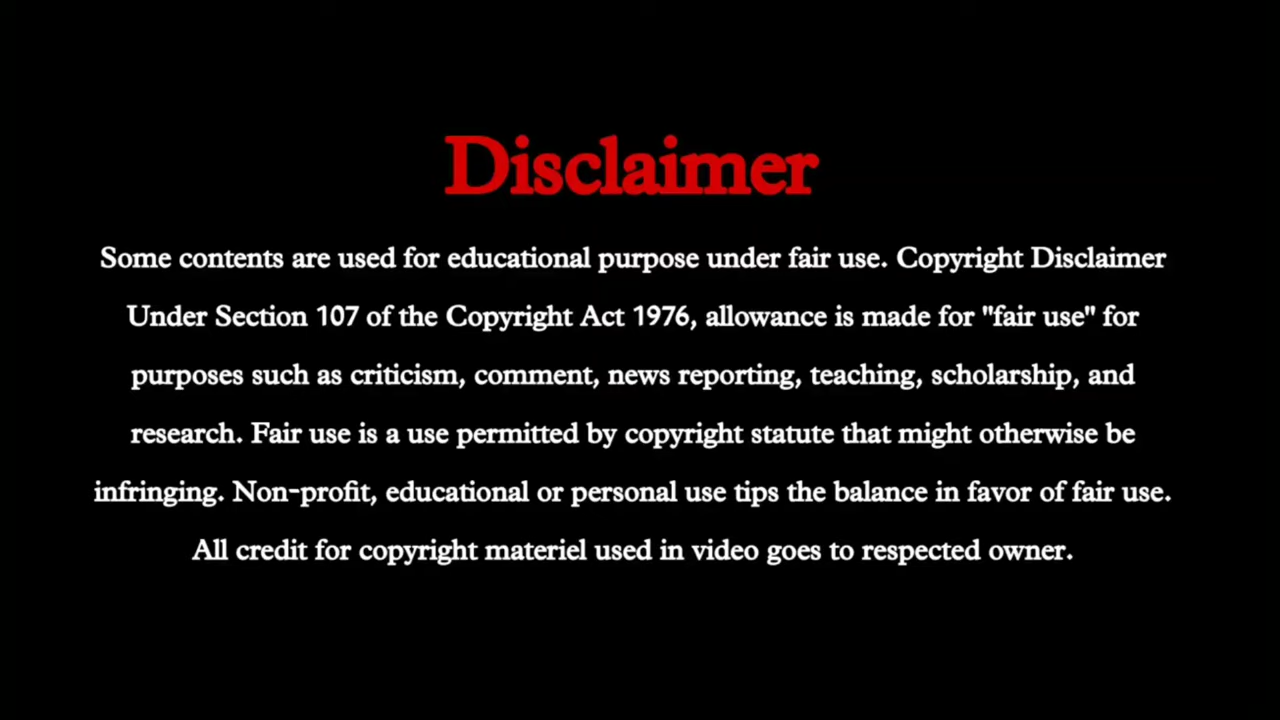 Disclaimer
Some contents are used for educational purpose under fair use. Copyright Disclaimer
Under Section 107 of the Copyright Act 1976, allowance is made for "fair use" for
purposes such as criticism, comment, news reporting, teaching, scholarship, and
research. Fair use is a use permitted by copyright statute that might otherwise be
infringing. Non-profit, educational or personal use tips the balance in favor of fair use.
All credit for copyright materiel used in video goes to respected owner.